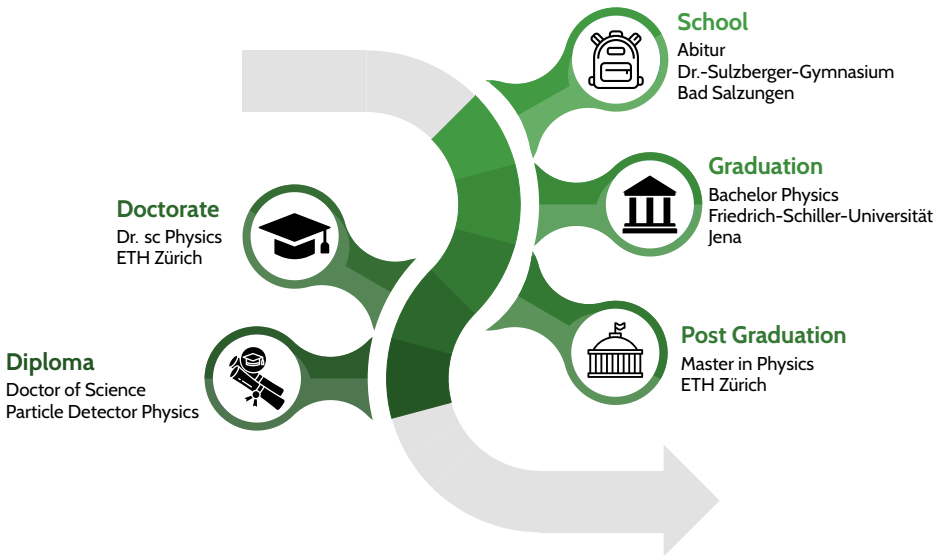 School
Abitur
Dr.-Sulzberger-Gymnasium
Bad Salzungen
Graduation
Bachelor Physics
Friedrich-Schiller-Universität
Jena
Post Graduation
Master in Physics
ETH Zürich
Doctorate
Dr. sc Physics
ETH Zürich
Diploma
Doctor of Science
Particle Detector Physics